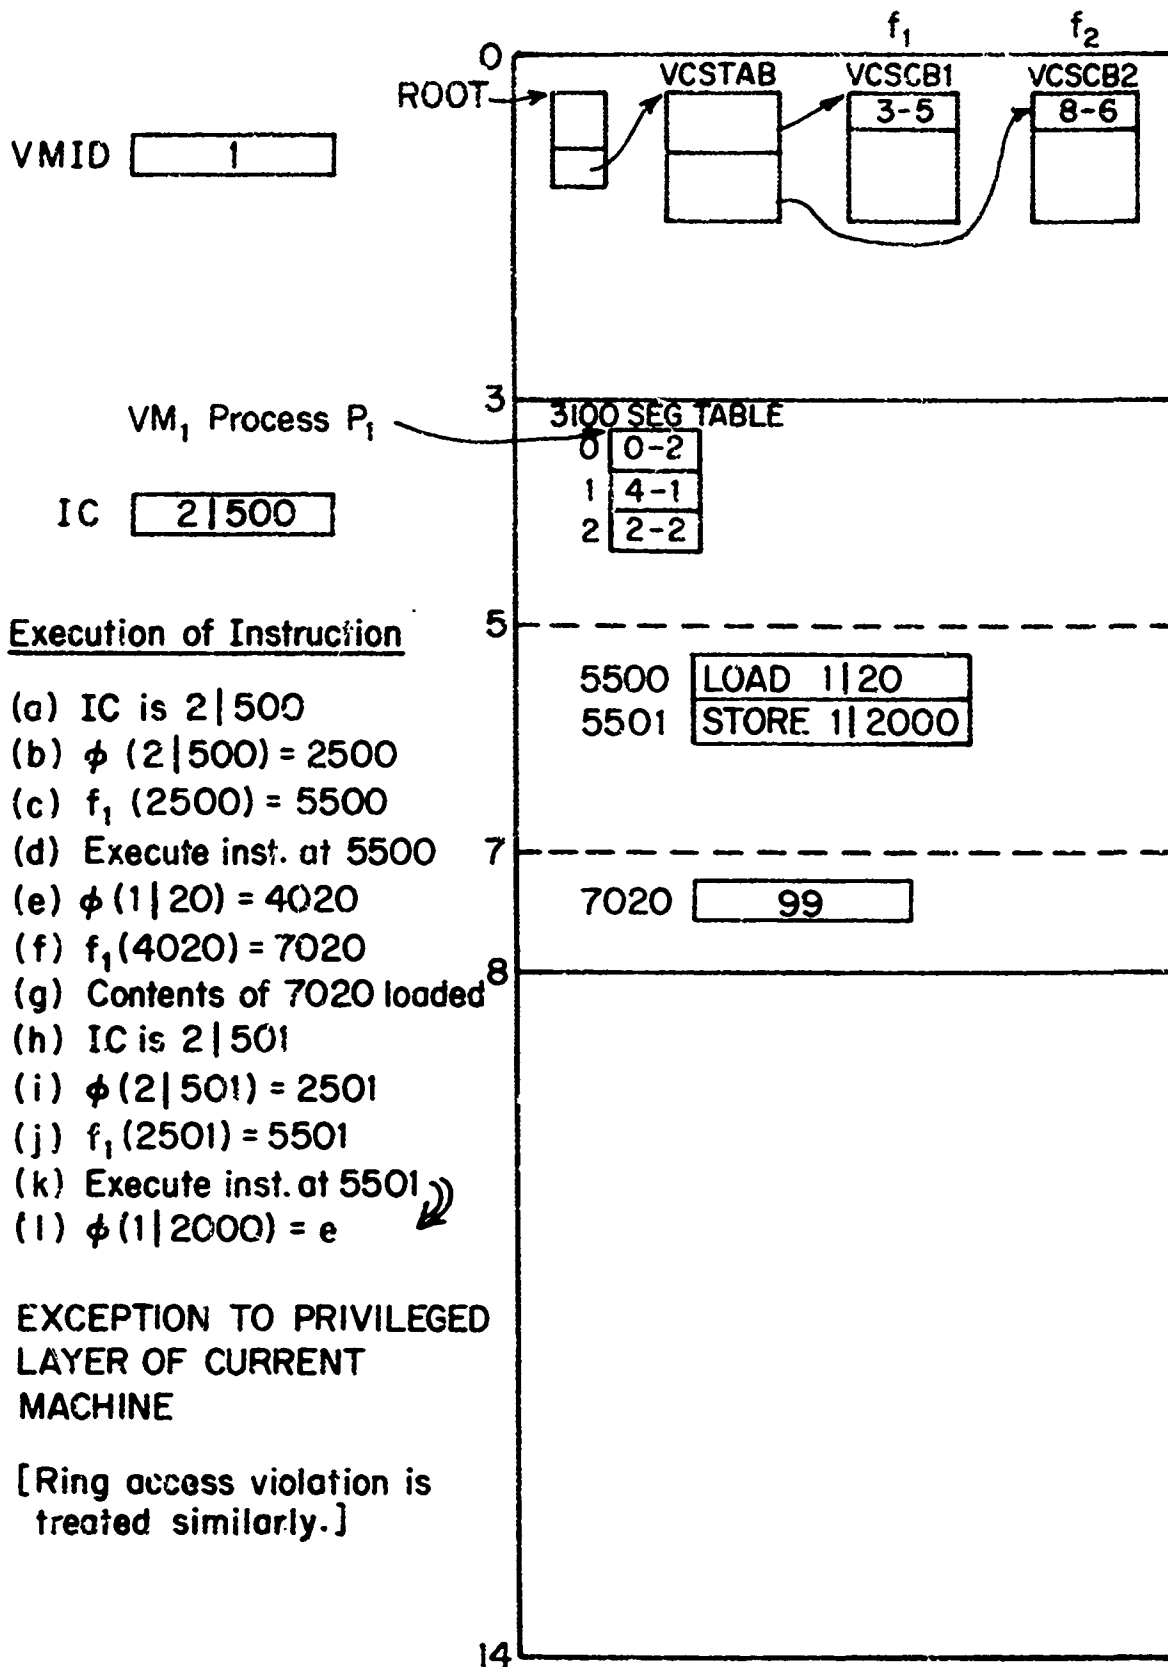 f₁ f₂
0
ROOT VCSTAB VCSCB1 VCSCB2
3-5 8-6
VMID 1
3
VM₁ Process P₁
3100 SEG TABLE
0 0-2
1 4-1
2 2-2
IC 2|500
5
Execution of Instruction
5500 LOAD 1|20
5501 STORE 1|2000
(a) IC is 2|500
(b) ϕ (2|500) = 2500
(c) f₁ (2500) = 5500
(d) Execute inst. at 5500
7
(e) ϕ (1|20) = 4020
7020 99
(f) f₁(4020) = 7020
8
(g) Contents of 7020 loaded
(h) IC is 2|501
(i) ϕ (2|501) = 2501
(j) f₁(2501) = 5501
(k) Execute inst. at 5501
(l) ϕ (1|2000) = e
EXCEPTION TO PRIVILEGED
LAYER OF CURRENT
MACHINE
[Ring access violation is
treated similarly.]
14